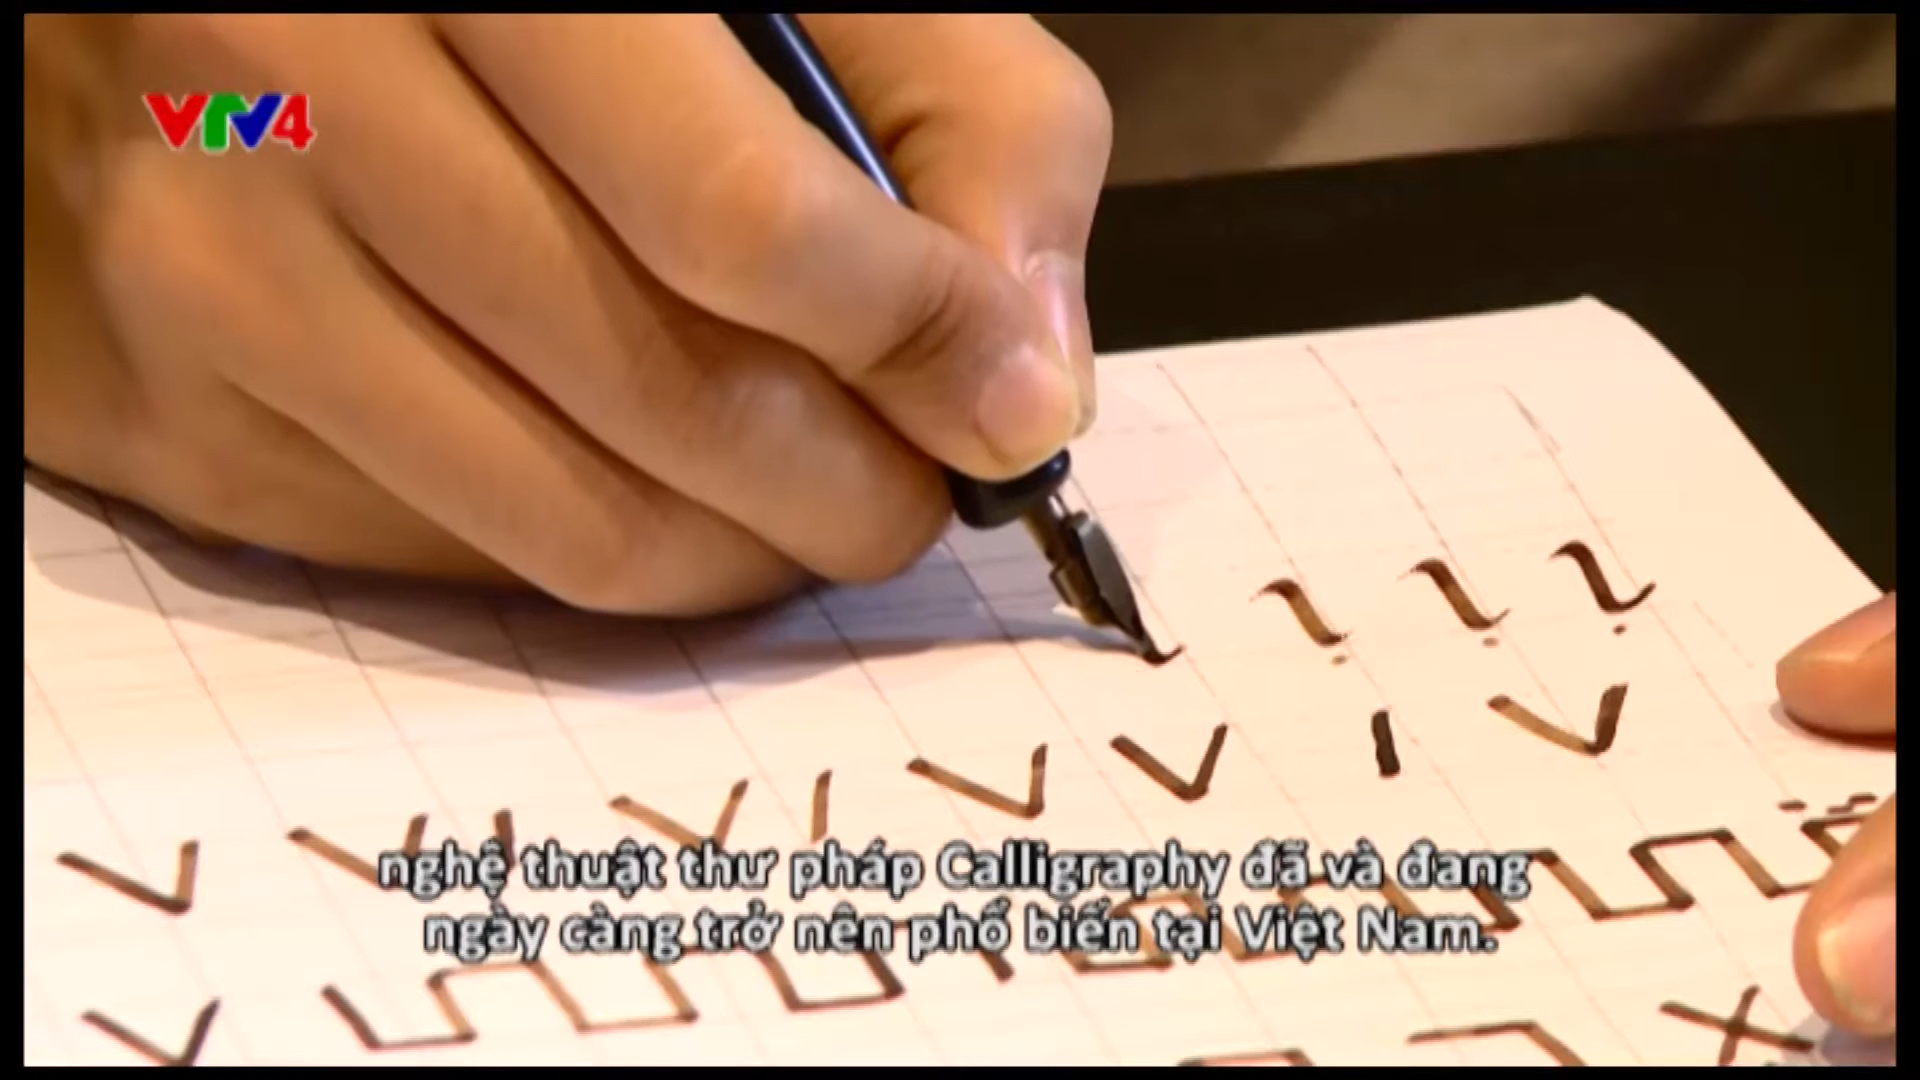 VTV4
nghệ thuật thư pháp Calligraphy đã và đang
ngày càng trở nên phổ biến tại Việt Nam.